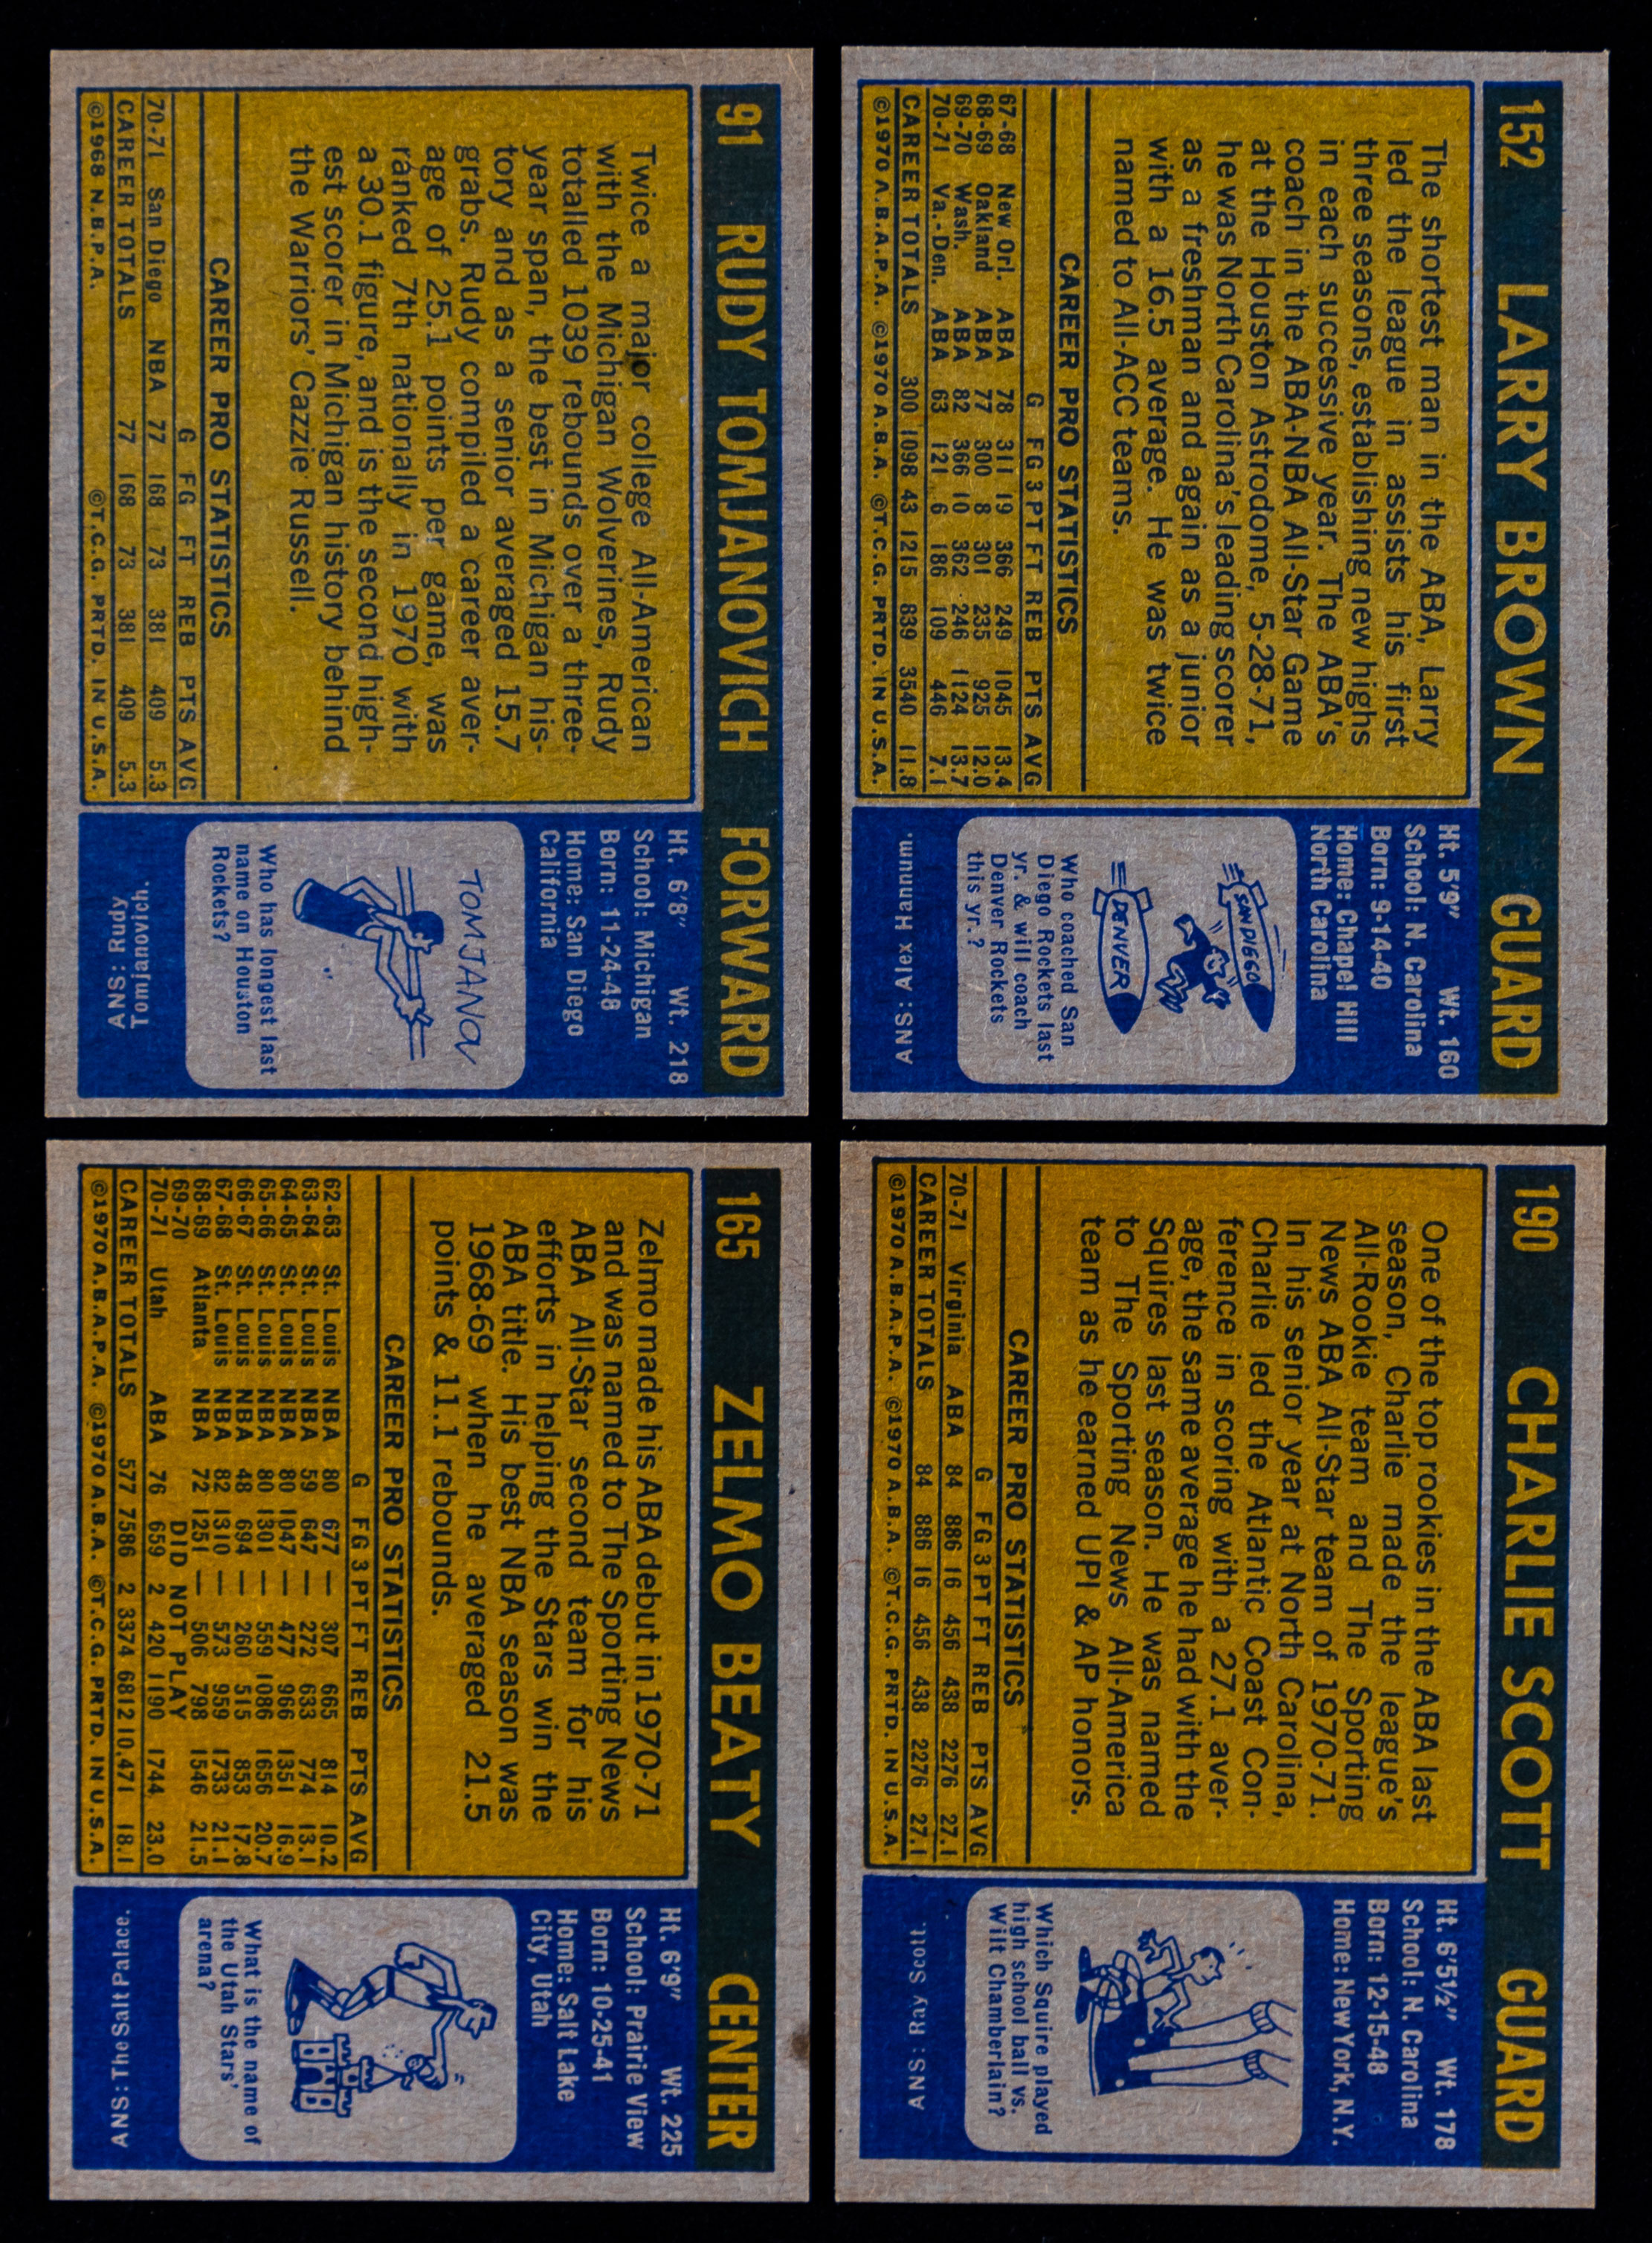 152 LARRY BROWN GUARD
The shortest man in the ABA, Larry
led the league in assists his first
three seasons, establishing new highs
in each successive year. The ABA's
coach in the ABA-NBA All-Star Game
at the Houston Astrodome, 5-28-71,
he was North Carolina's leading scorer
as a freshman and again as a junior
with a 16.5 average. He was twice
named to All-ACC teams.
CAREER PRO STATISTICS
G FG 3PT FT REB PTS AVG
67-68 New Orl. ABA 78 311 19 366 249 1045 13.4
68-69 Oakland ABA 77 300 8 301 235 925 12.0
69-70 Wash. ABA 82 366 10 362 246 1124 13.7
70-71 Va.-Den. ABA 63 121 6 186 109 446 7.1
CAREER TOTALS 300 1098 43 1215 839 3540 11.8
©1970 A.B.A.P.A. ©1970 A.B.A. ©T.C.G. PRTD. IN U.S.A.
Ht. 5'9" Wt. 160
School: N. Carolina
Born: 9-14-40
Home: Chapel Hill
North Carolina
SAN DIEGO
DENVER
Who coached San
Diego Rockets last
yr. & will coach
Denver Rockets
this yr.?
ANS: Alex Hannum.
190 CHARLIE SCOTT GUARD
One of the top rookies in the ABA last
season, Charlie made the league's
All-Rookie team and The Sporting
News ABA All-Star team of 1970-71.
In his senior year at North Carolina,
Charlie led the Atlantic Coast Con-
ference in scoring with a 27.1 aver-
age, the same average he had with the
Squires last season. He was named
to The Sporting News All-America
team as he earned UPI & AP honors.
CAREER PRO STATISTICS
G FG 3PT FT REB PTS AVG
70-71 Virginia ABA 84 886 16 456 438 2276 27.1
CAREER TOTALS 84 886 16 456 438 2276 27.1
©1970 A.B.A.P.A. ©1970 A.B.A. ©T.C.G. PRTD. IN U.S.A.
Ht. 6'5½" Wt. 178
School: N. Carolina
Born: 12-15-48
Home: New York, N.Y.
Which Squire played
high school ball vs.
Wilt Chamberlain?
ANS: Ray Scott.
91 RUDY TOMJANOVICH FORWARD
Twice a major college All-American
with the Michigan Wolverines, Rudy
totalled 1039 rebounds over a three-
year span, the best in Michigan his-
tory and as a senior averaged 15.7
grabs. Rudy compiled a career aver-
age of 25.1 points per game, was
ranked 7th nationally in 1970 with
a 30.1 figure, and is the second high-
est scorer in Michigan history behind
the Warriors' Cazzie Russell.
CAREER PRO STATISTICS
G FG FT REB PTS AVG
70-71 San Diego NBA 77 168 73 381 409 5.3
CAREER TOTALS 77 168 73 381 409 5.3
©1968 N.B.P.A. ©T.C.G. PRTD. IN U.S.A.
Ht. 6'8" Wt. 218
School: Michigan
Born: 11-24-48
Home: San Diego
California
TOMJANOV
Who has longest last
name on Houston
Rockets?
ANS: Rudy
Tomjanovich.
165 ZELMO BEATY CENTER
Zelmo made his ABA debut in 1970-71
and was named to The Sporting News
ABA All-Star second team for his
efforts in helping the Stars win the
ABA title. His best NBA season was
1968-69 when he averaged 21.5
points & 11.1 rebounds.
CAREER PRO STATISTICS
G FG 3PT FT REB PTS AVG
62-63 St. Louis NBA 80 677 — 307 665 814 10.2
63-64 St. Louis NBA 59 647 — 272 633 774 13.1
64-65 St. Louis NBA 80 1047 — 477 966 1351 16.9
65-66 St. Louis NBA 80 1301 — 559 1086 1656 20.7
66-67 St. Louis NBA 48 694 — 260 515 853 17.8
67-68 St. Louis NBA 82 1310 — 573 959 1733 21.1
68-69 Atlanta NBA 72 1251 — 506 798 1546 21.5
69-70 DID NOT PLAY
70-71 Utah ABA 76 659 2 420 1190 1744 23.0
CAREER TOTALS 577 7586 2 3374 6812 10,471 18.1
©1970 A.B.A.P.A. ©1970 A.B.A. ©T.C.G. PRTD. IN U.S.A.
Ht. 6'9" Wt. 225
School: Prairie View
Born: 10-25-41
Home: Salt Lake
City, Utah
What is the name of
the Utah Stars'
arena?
ANS: The Salt Palace.